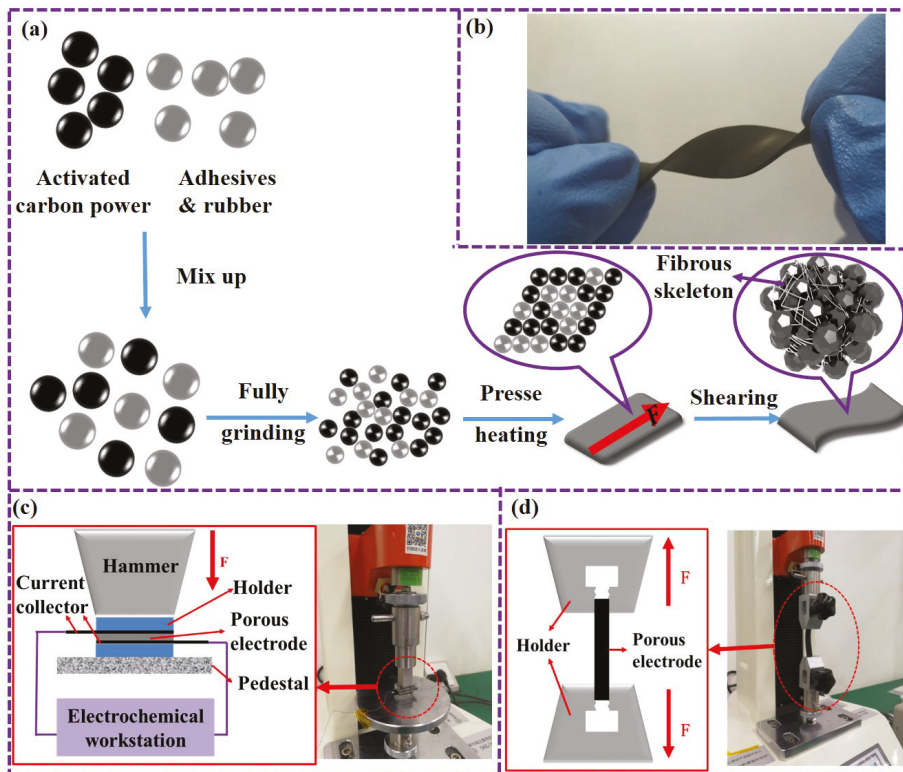 (a)
Activated
carbon power
Adhesives
& rubber
Mix up
Fully
grinding
Presse
heating
F
Shearing
Fibrous
skeleton
(b)
(c)
Hammer
F
Current
collector
Holder
Porous
electrode
Pedestal
Electrochemical
workstation
(d)
F
Holder
Porous
electrode
F